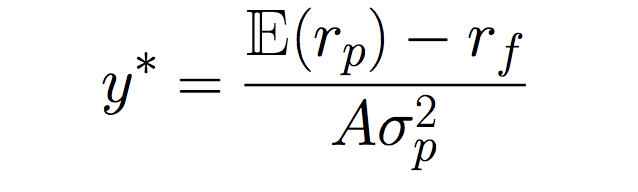 y* = 𝔼(r_p) − r_f / Aσ_p^2